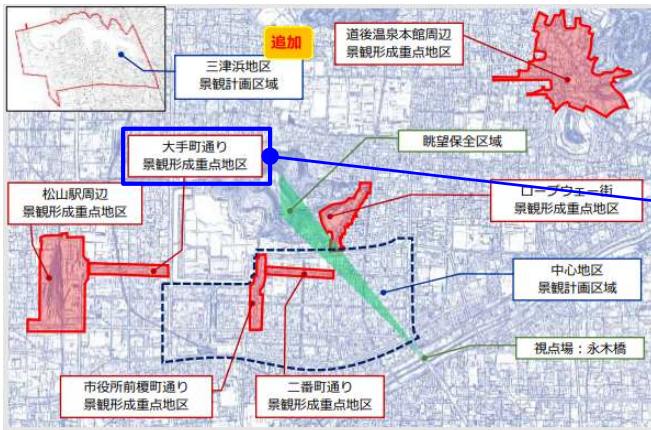 追加
三津浜地区
景観計画区域
道後温泉本館周辺
景観形成重点地区
大手町通り
景観形成重点地区
眺望保全区域
松山駅周辺
景観形成重点地区
ロープウェー街
景観形成重点地区
中心地区
景観計画区域
視点場：永木橋
市役所前榎町通り
景観形成重点地区
二番町通り
景観形成重点地区